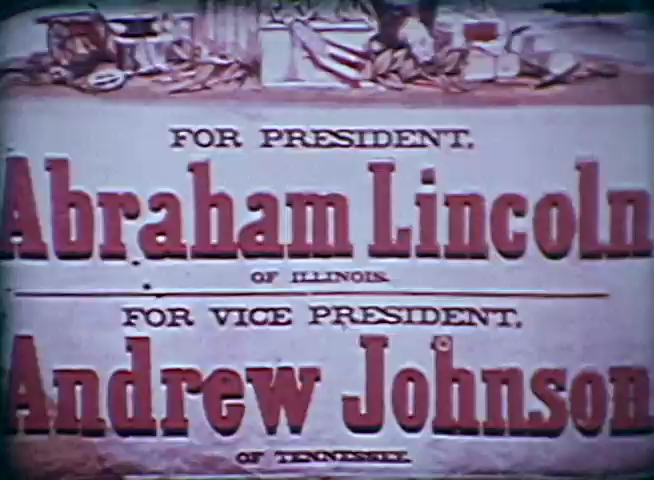 FOR PRESIDENT,
Abraham Lincoln
OF ILLINOIS.
FOR VICE PRESIDENT,
Andrew Johnson
OF TENNESSEE.